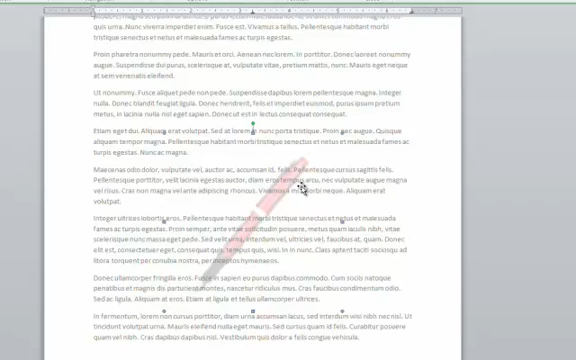 quis urna. Nunc viverra imperdiet enim. Fusce est. Vivamus a tellus. Pellentesque habitant morbi
tristique senectus et netus et malesuada fames ac turpis egestas.
Proin pharetra nonummy pede. Mauris et orci. Aenean nec lorem. In porttitor. Donec laoreet nonummy
augue. Suspendisse dui purus, scelerisque at, vulputate vitae, pretium mattis, nunc. Mauris eget neque
at sem venenatis eleifend.
Ut nonummy. Fusce aliquet pede non pede. Suspendisse dapibus lorem pellentesque magna. Integer
nulla. Donec blandit feugiat ligula. Donec hendrerit, felis et imperdiet euismod, purus ipsum pretium
metus, in lacinia nulla nisl eget sapien. Donec ut est in lectus consequat consequat.
Etiam eget dui. Aliquam erat volutpat. Sed at lorem in nunc porta tristique. Proin nec augue. Quisque
aliquam tempor magna. Pellentesque habitant morbi tristique senectus et netus et malesuada fames ac
turpis egestas. Nunc ac magna.
Maecenas odio dolor, vulputate vel, auctor ac, accumsan id, felis. Pellentesque cursus sagittis felis.
Pellentesque porttitor, velit lacinia egestas auctor, diam eros tempus arcu, nec vulputate augue magna
vel risus. Cras non magna vel ante adipiscing rhoncus. Vivamus a mi. Morbi neque. Aliquam erat
volutpat.
Integer ultrices lobortis eros. Pellentesque habitant morbi tristique senectus et netus et malesuada
fames ac turpis egestas. Proin semper, ante vitae sollicitudin posuere, metus quam iaculis nibh, vitae
scelerisque nunc massa eget pede. Sed velit urna, interdum vel, ultricies vel, faucibus at, quam. Donec
elit est, consectetuer eget, consequat quis, tempus quis, wisi. In in nunc. Class aptent taciti sociosqu ad
litora torquent per conubia nostra, per inceptos hymenaeos.
Donec ullamcorper fringilla eros. Fusce in sapien eu purus dapibus commodo. Cum sociis natoque
penatibus et magnis dis parturient montes, nascetur ridiculus mus. Cras faucibus condimentum odio.
Sed ac ligula. Aliquam at eros. Etiam at ligula et tellus ullamcorper ultrices.
In fermentum, lorem non cursus porttitor, diam urna accumsan lacus, sed interdum wisi nibh nec nisl. Ut
tincidunt volutpat urna. Mauris eleifend nulla eget mauris. Sed cursus quam id felis. Curabitur posuere
quam vel nibh. Cras dapibus dapibus nisl. Vestibulum quis dolor a felis congue vehicula.